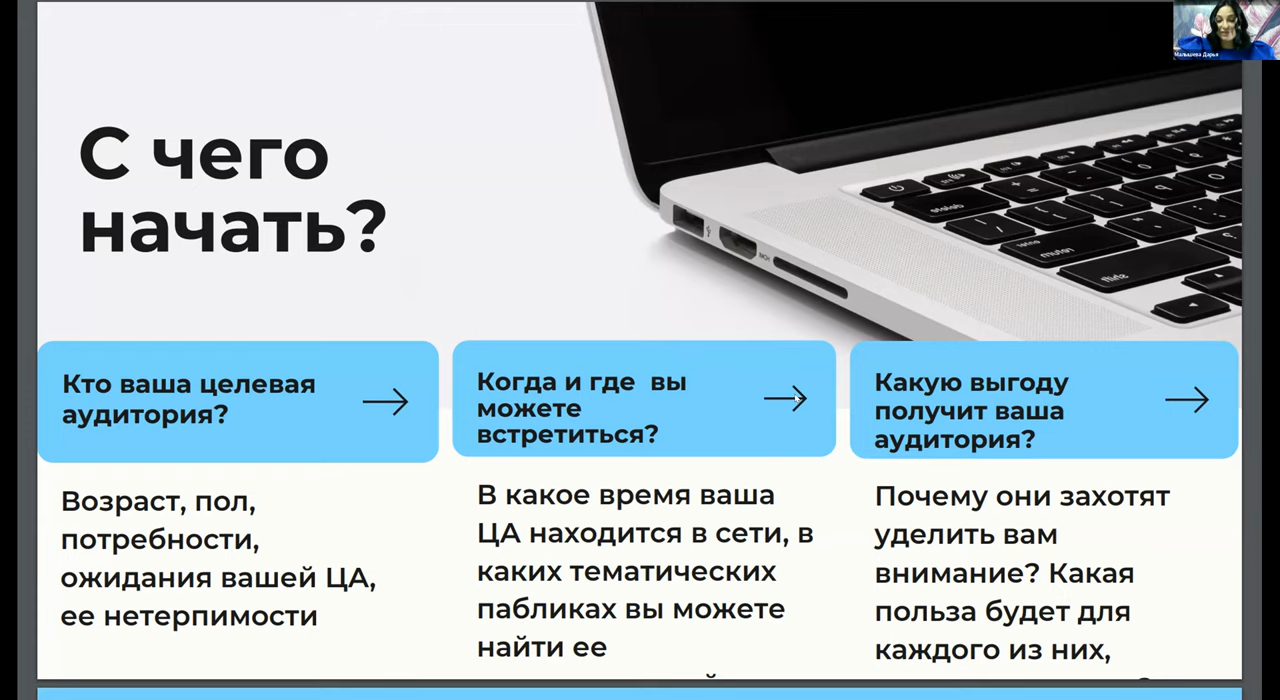 Малышева Дарья
С чего
начать?
Кто ваша целевая
аудитория?
Когда и где вы
можете
встретиться?
Какую выгоду
получит ваша
аудитория?
Возраст, пол,
потребности,
ожидания вашей ЦА,
ее нетерпимости
В какое время ваша
ЦА находится в сети, в
каких тематических
пабликах вы можете
найти ее
Почему они захотят
уделить вам
внимание? Какая
польза будет для
каждого из них,